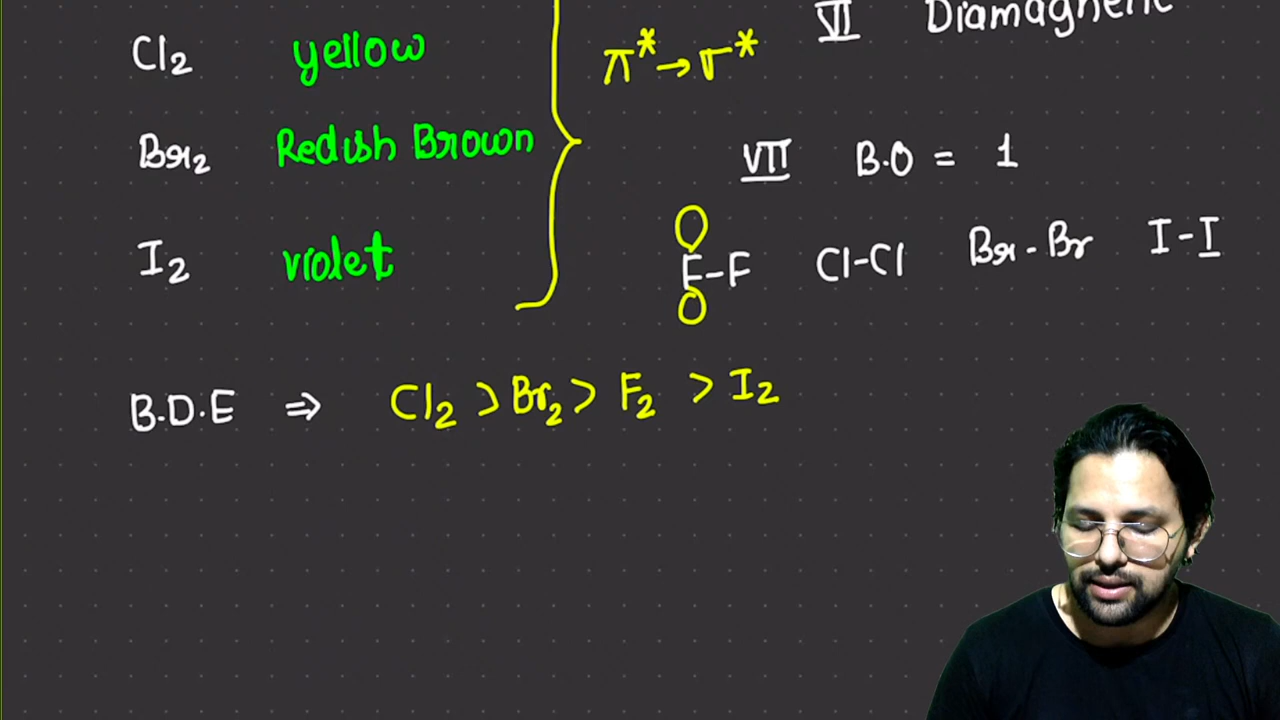 Cl2 yellow
Br2 Redish Brown
I2 violet
π* → σ*
VI Diamagnetic
VII B.O = 1
F-F Cl-Cl Br-Br I-I
B.D.E ⇒ Cl2 > Br2 > F2 > I2